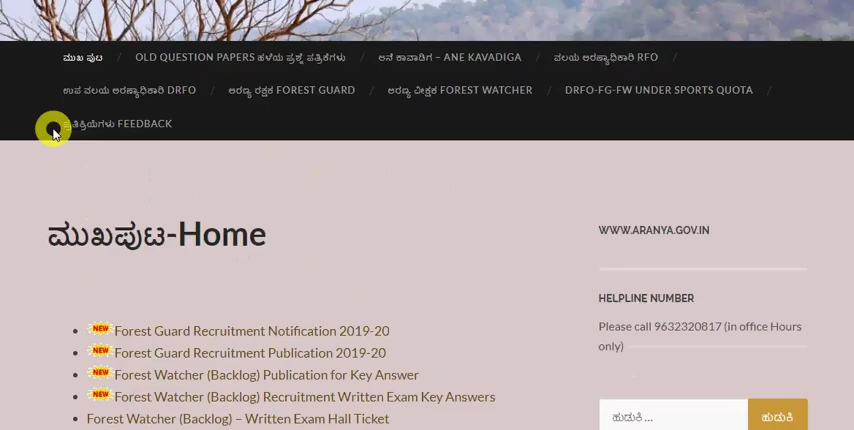 ಮುಖ ಪುಟ / OLD QUESTION PAPERS ಹಳೆಯ ಪ್ರಶ್ನೆ ಪತ್ರಿಕೆಗಳು / ಆನೆ ಕಾವಾಡಿಗ – ANE KAVADIGA / ವಲಯ ಅರಣ್ಯಾಧಿಕಾರಿ RFO /
ಉಪ ವಲಯ ಅರಣ್ಯಾಧಿಕಾರಿ DRFO / ಅರಣ್ಯ ರಕ್ಷಕ FOREST GUARD / ಅರಣ್ಯ ವೀಕ್ಷಕ FOREST WATCHER / DRFO-FG-FW UNDER SPORTS QUOTA /
ಪ್ರತಿಕ್ರಿಯೆಗಳು FEEDBACK
ಮುಖಪುಟ-Home
NEW Forest Guard Recruitment Notification 2019-20
NEW Forest Guard Recruitment Publication 2019-20
NEW Forest Watcher (Backlog) Publication for Key Answer
NEW Forest Watcher (Backlog) Recruitment Written Exam Key Answers
Forest Watcher (Backlog) – Written Exam Hall Ticket
WWW.ARANYA.GOV.IN
HELPLINE NUMBER
Please call 9632320817 (in office Hours
only)
ಹುಡುಕಿ ... ಹುಡುಕಿ